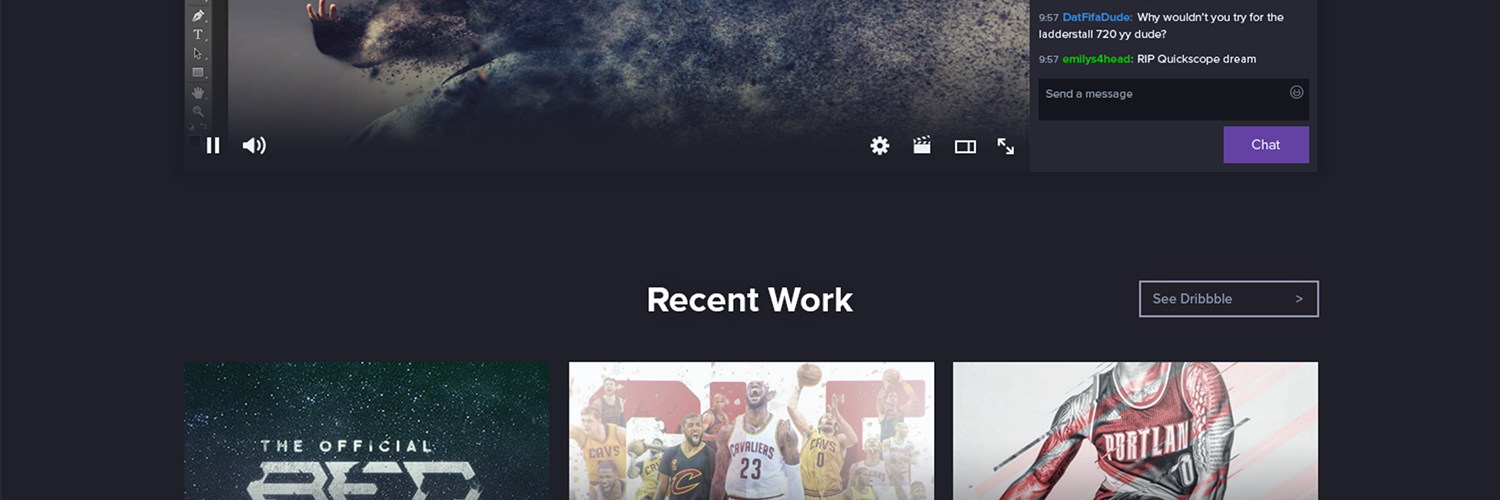 9:57 DatFifaDude: Why wouldn't you try for the
ladderstall 720 yy dude?
9:57 emilys4head: RIP Quickscope dream
Send a message
Chat
Recent Work
See Dribbble >
THE OFFICIAL
CAVS
CAVALIERS
23
CAVS
0
PORTLAN
0